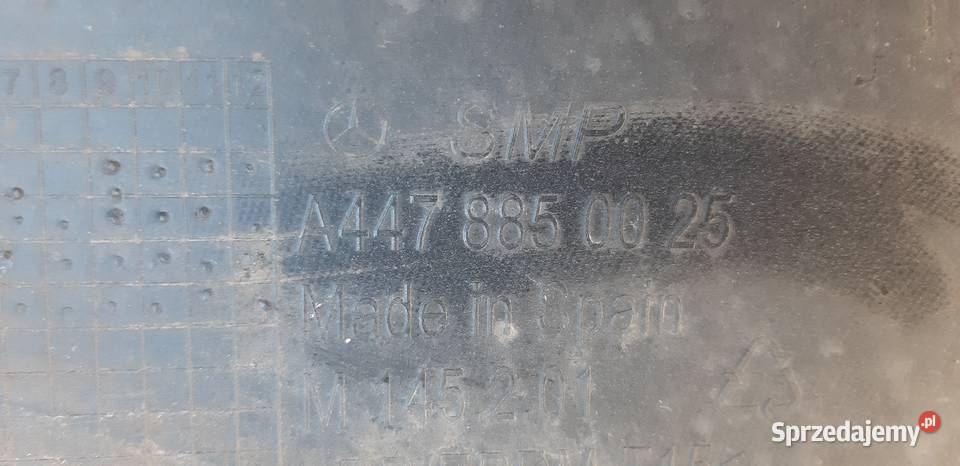 7 8 9 10 11 12
SMP
A447 885 00 25
Made in Spain
M 145 2 01
Sprzedajemy.pl